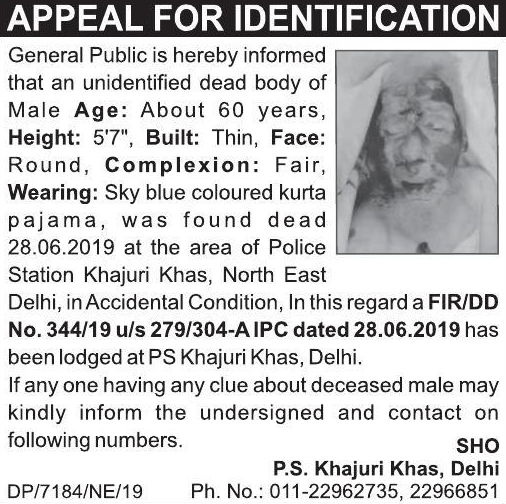 APPEAL FOR IDENTIFICATION
General Public is hereby informed
that an unidentified dead body of
Male Age: About 60 years,
Height: 5'7", Built: Thin, Face:
Round, Complexion: Fair,
Wearing: Sky blue coloured kurta
pajama, was found dead
28.06.2019 at the area of Police
Station Khajuri Khas, North East
Delhi, in Accidental Condition, In this regard a FIR/DD
No. 344/19 u/s 279/304-A IPC dated 28.06.2019 has
been lodged at PS Khajuri Khas, Delhi.
If any one having any clue about deceased male may
kindly inform the undersigned and contact on
following numbers.
SHO
P.S. Khajuri Khas, Delhi
DP/7184/NE/19 Ph. No.: 011-22962735, 22966851